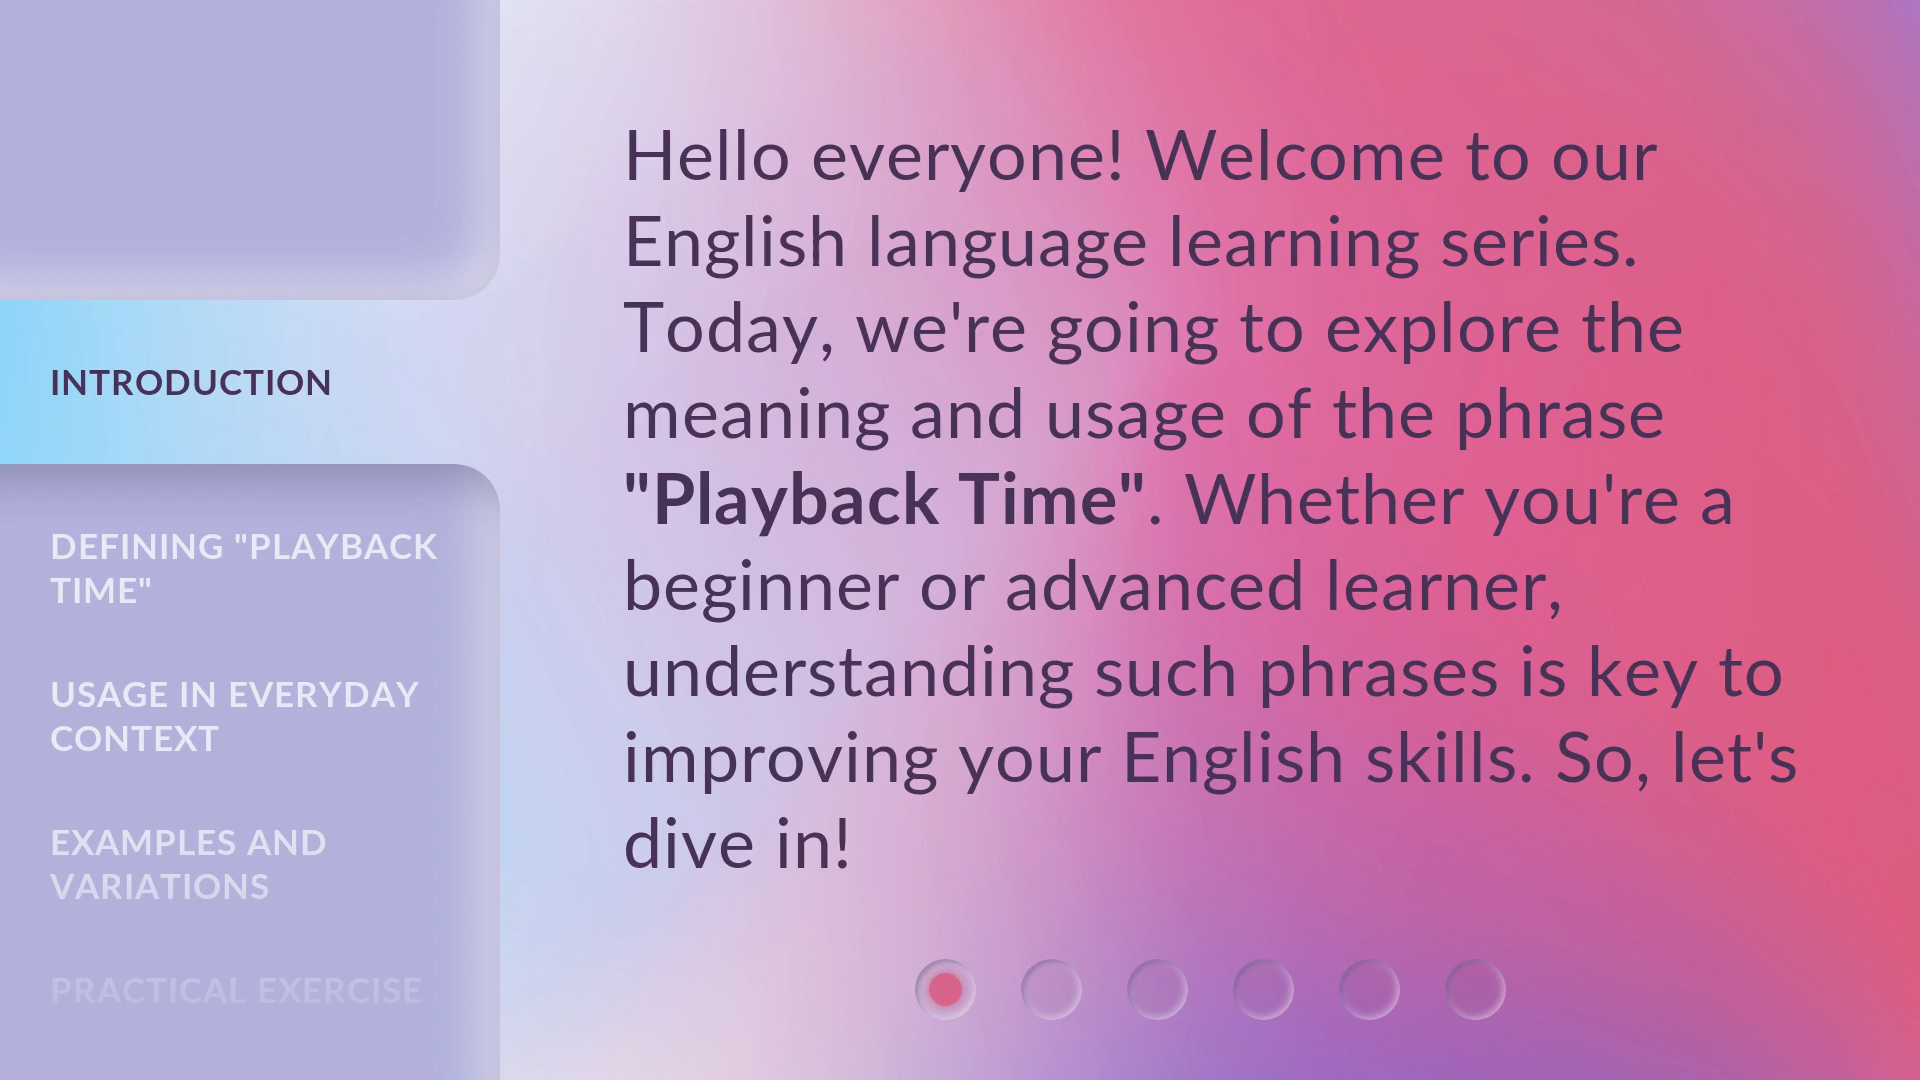 INTRODUCTION
DEFINING "PLAYBACK
TIME"
USAGE IN EVERYDAY
CONTEXT
EXAMPLES AND
VARIATIONS
PRACTICAL EXERCISE
Hello everyone! Welcome to our
English language learning series.
Today, we're going to explore the
meaning and usage of the phrase
"Playback Time". Whether you're a
beginner or advanced learner,
understanding such phrases is key to
improving your English skills. So, let's
dive in!